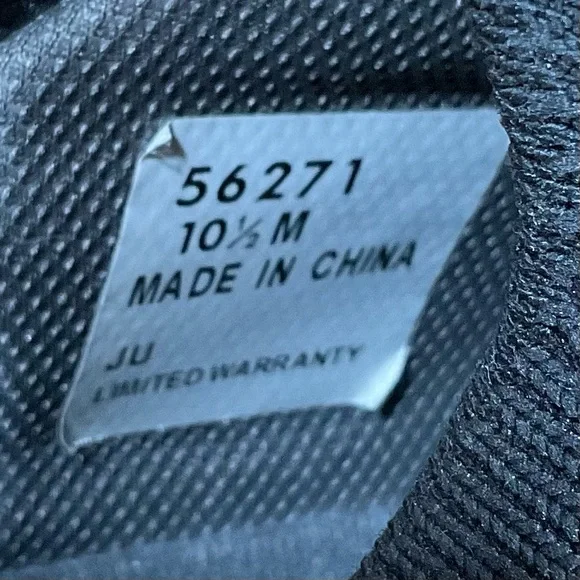 56271
10½ M
MADE IN CHINA
JU
LIMITED WARRANTY